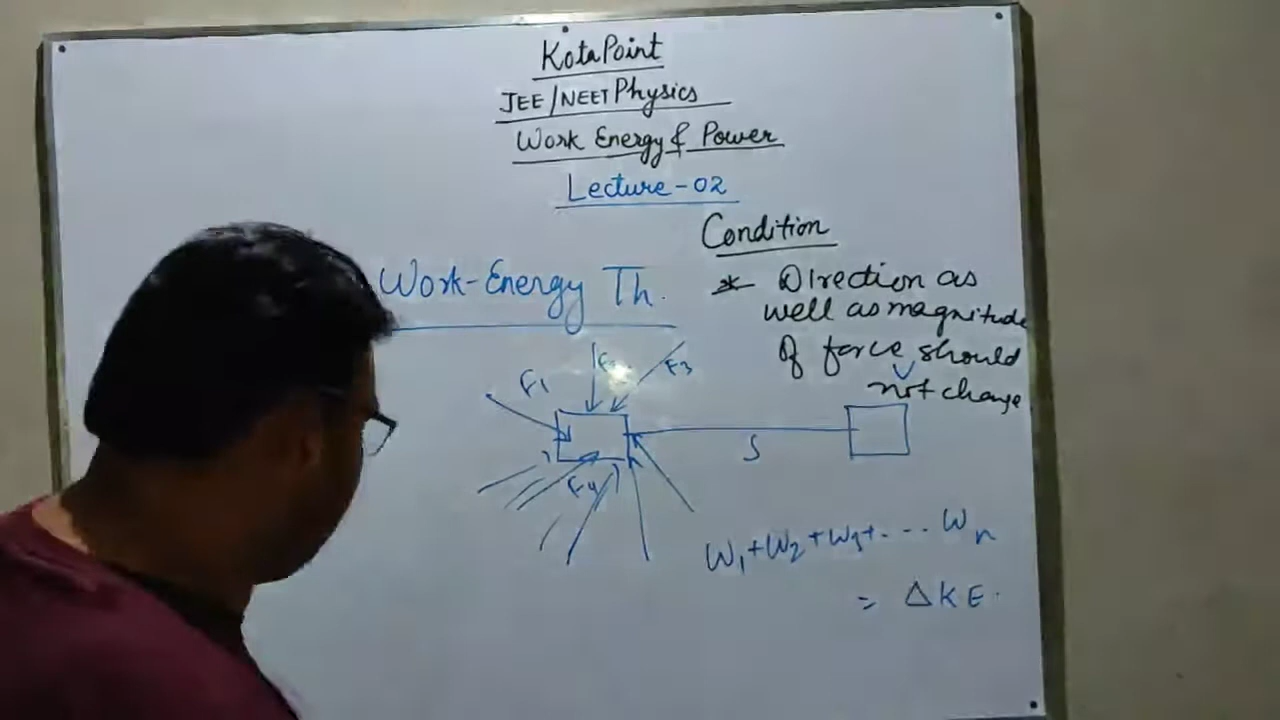 KotaPoint
JEE/NEET Physics
Work Energy & Power
Lecture-02
Condition
* Direction as
well as magnitude
of force should
not change
Work-Energy Th.
F1
F3
F4
S
W1+W2+W3+.... Wn
= ΔKE.